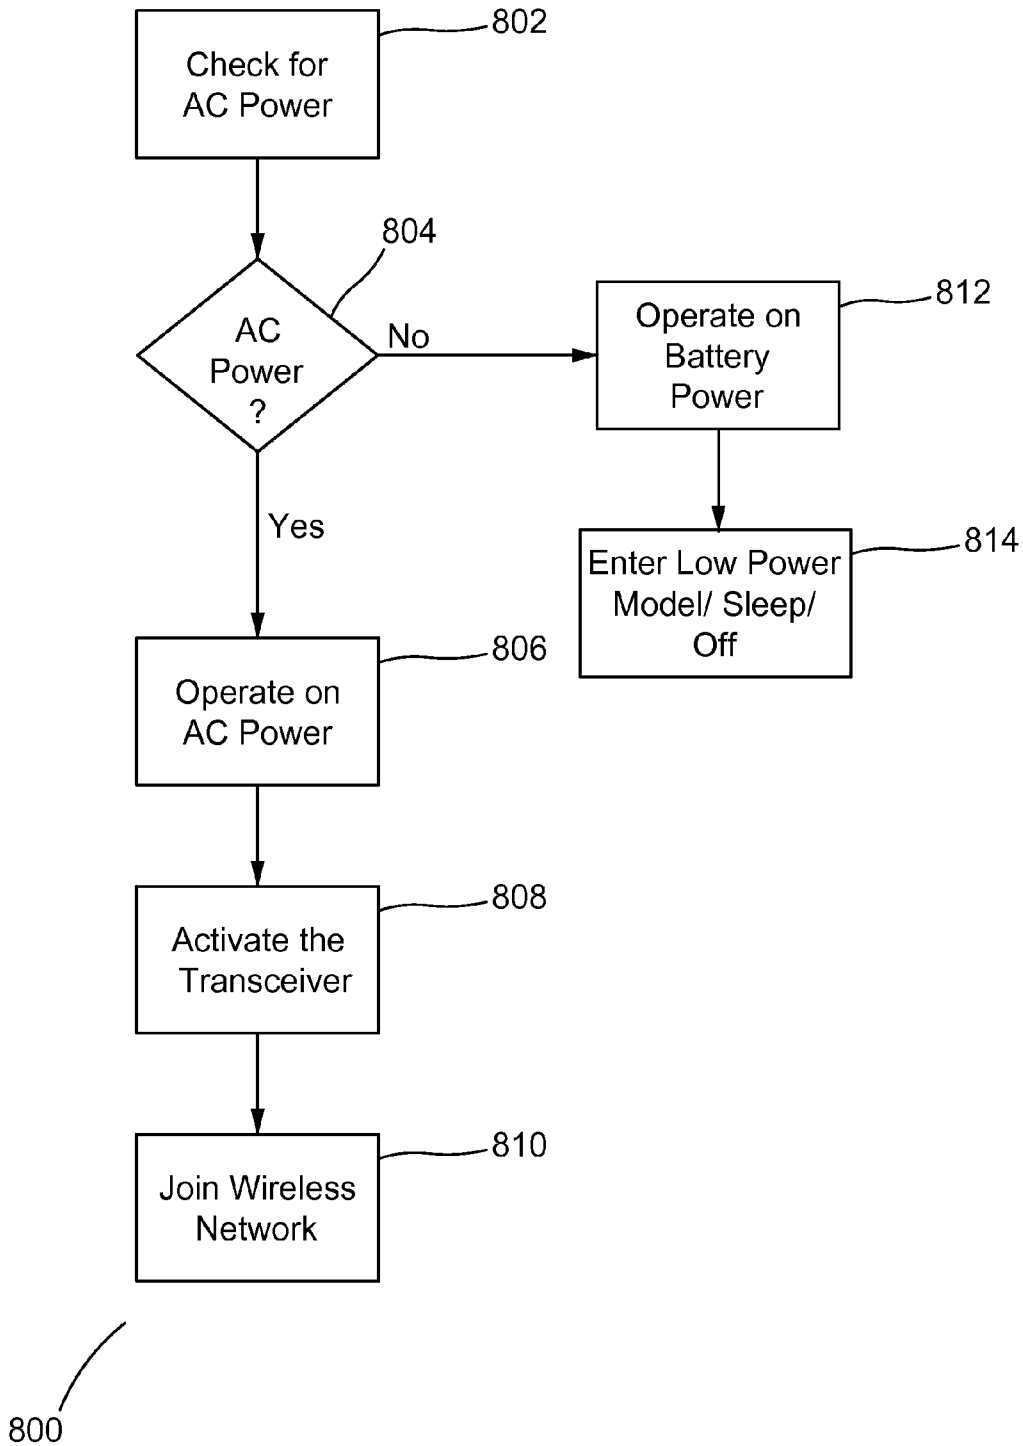 802
Check for
AC Power
804
AC
Power
?
No
812
Operate on
Battery
Power
Yes
814
Enter Low Power
Model/ Sleep/
Off
806
Operate on
AC Power
808
Activate the
Transceiver
810
Join Wireless
Network
800